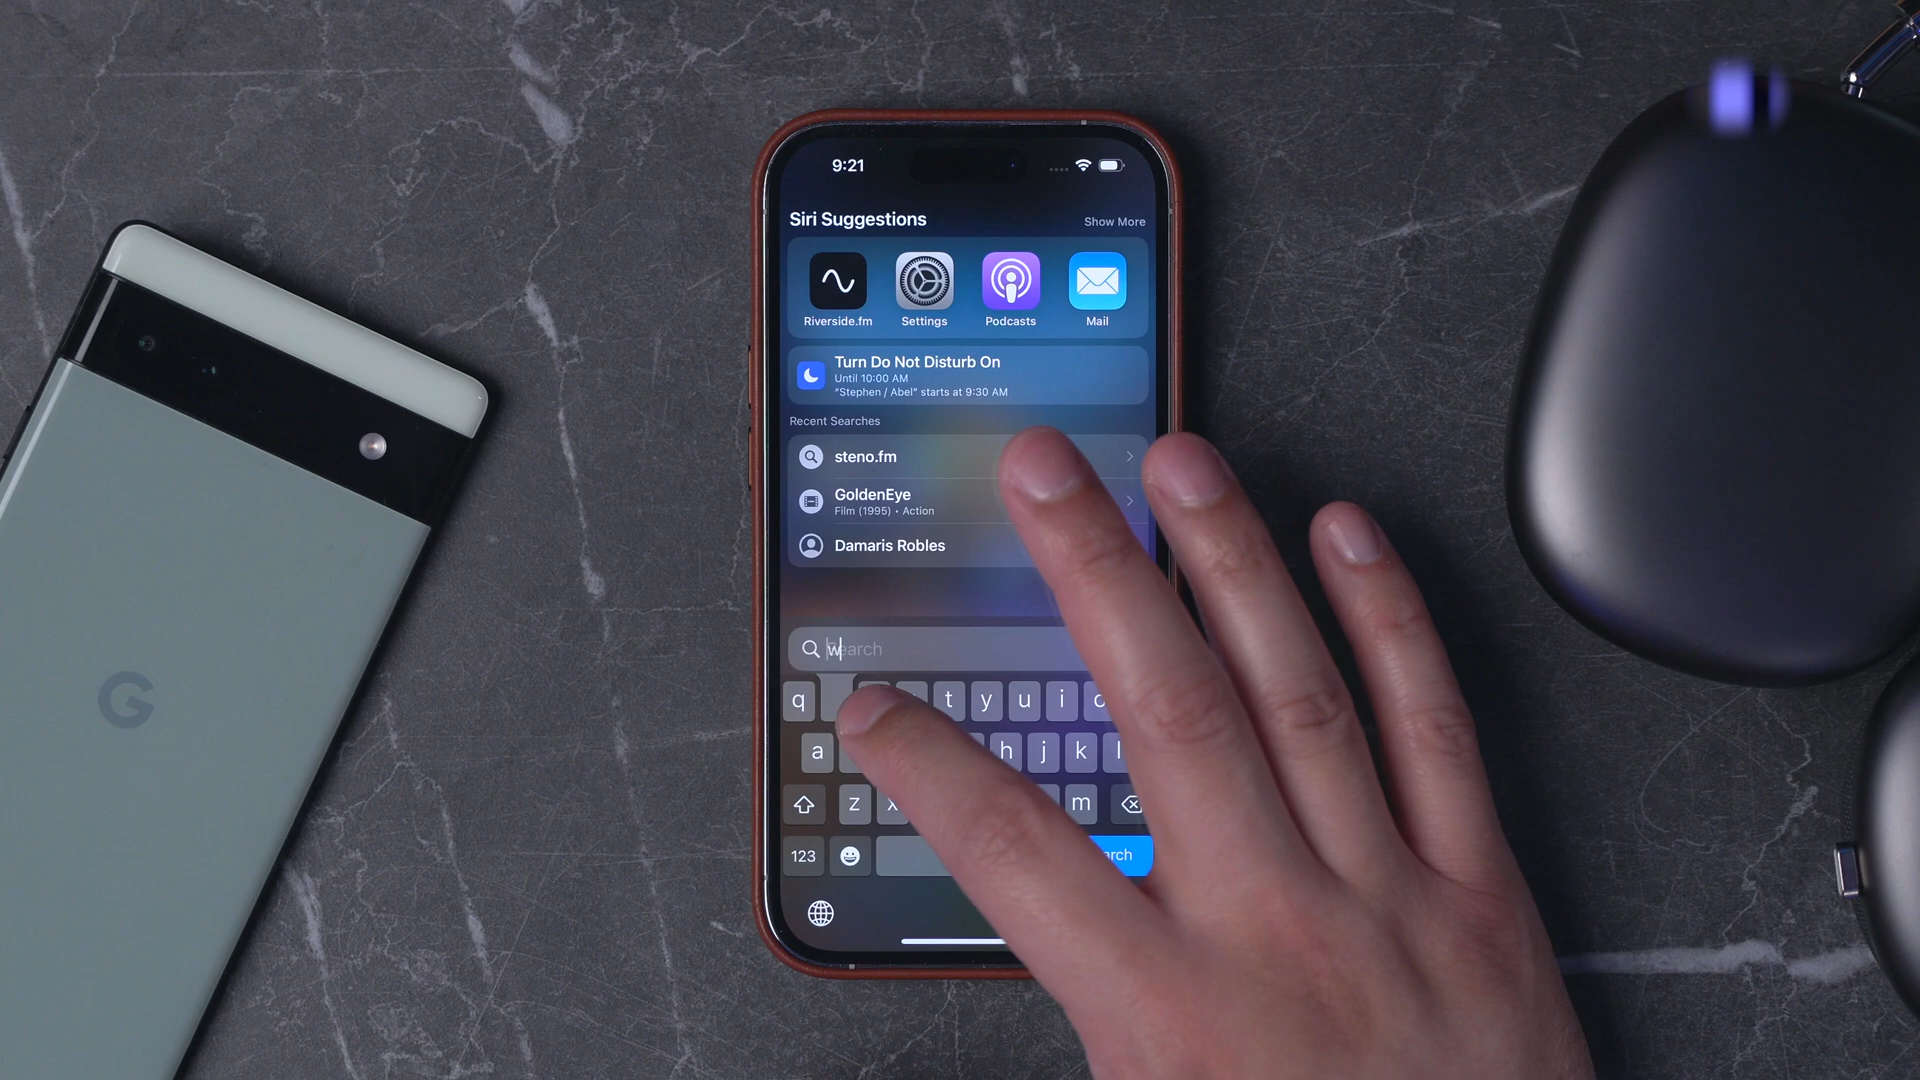 9:21
Siri Suggestions
Show More
Riverside.fm
Settings
Podcasts
Mail
Turn Do Not Disturb On
Until 10:00 AM
"Stephen / Abel" starts at 9:30 AM
Recent Searches
steno.fm
GoldenEye
Film (1995) • Action
Damaris Robles
w
q t y u i
a h j k l
z x m
123
G